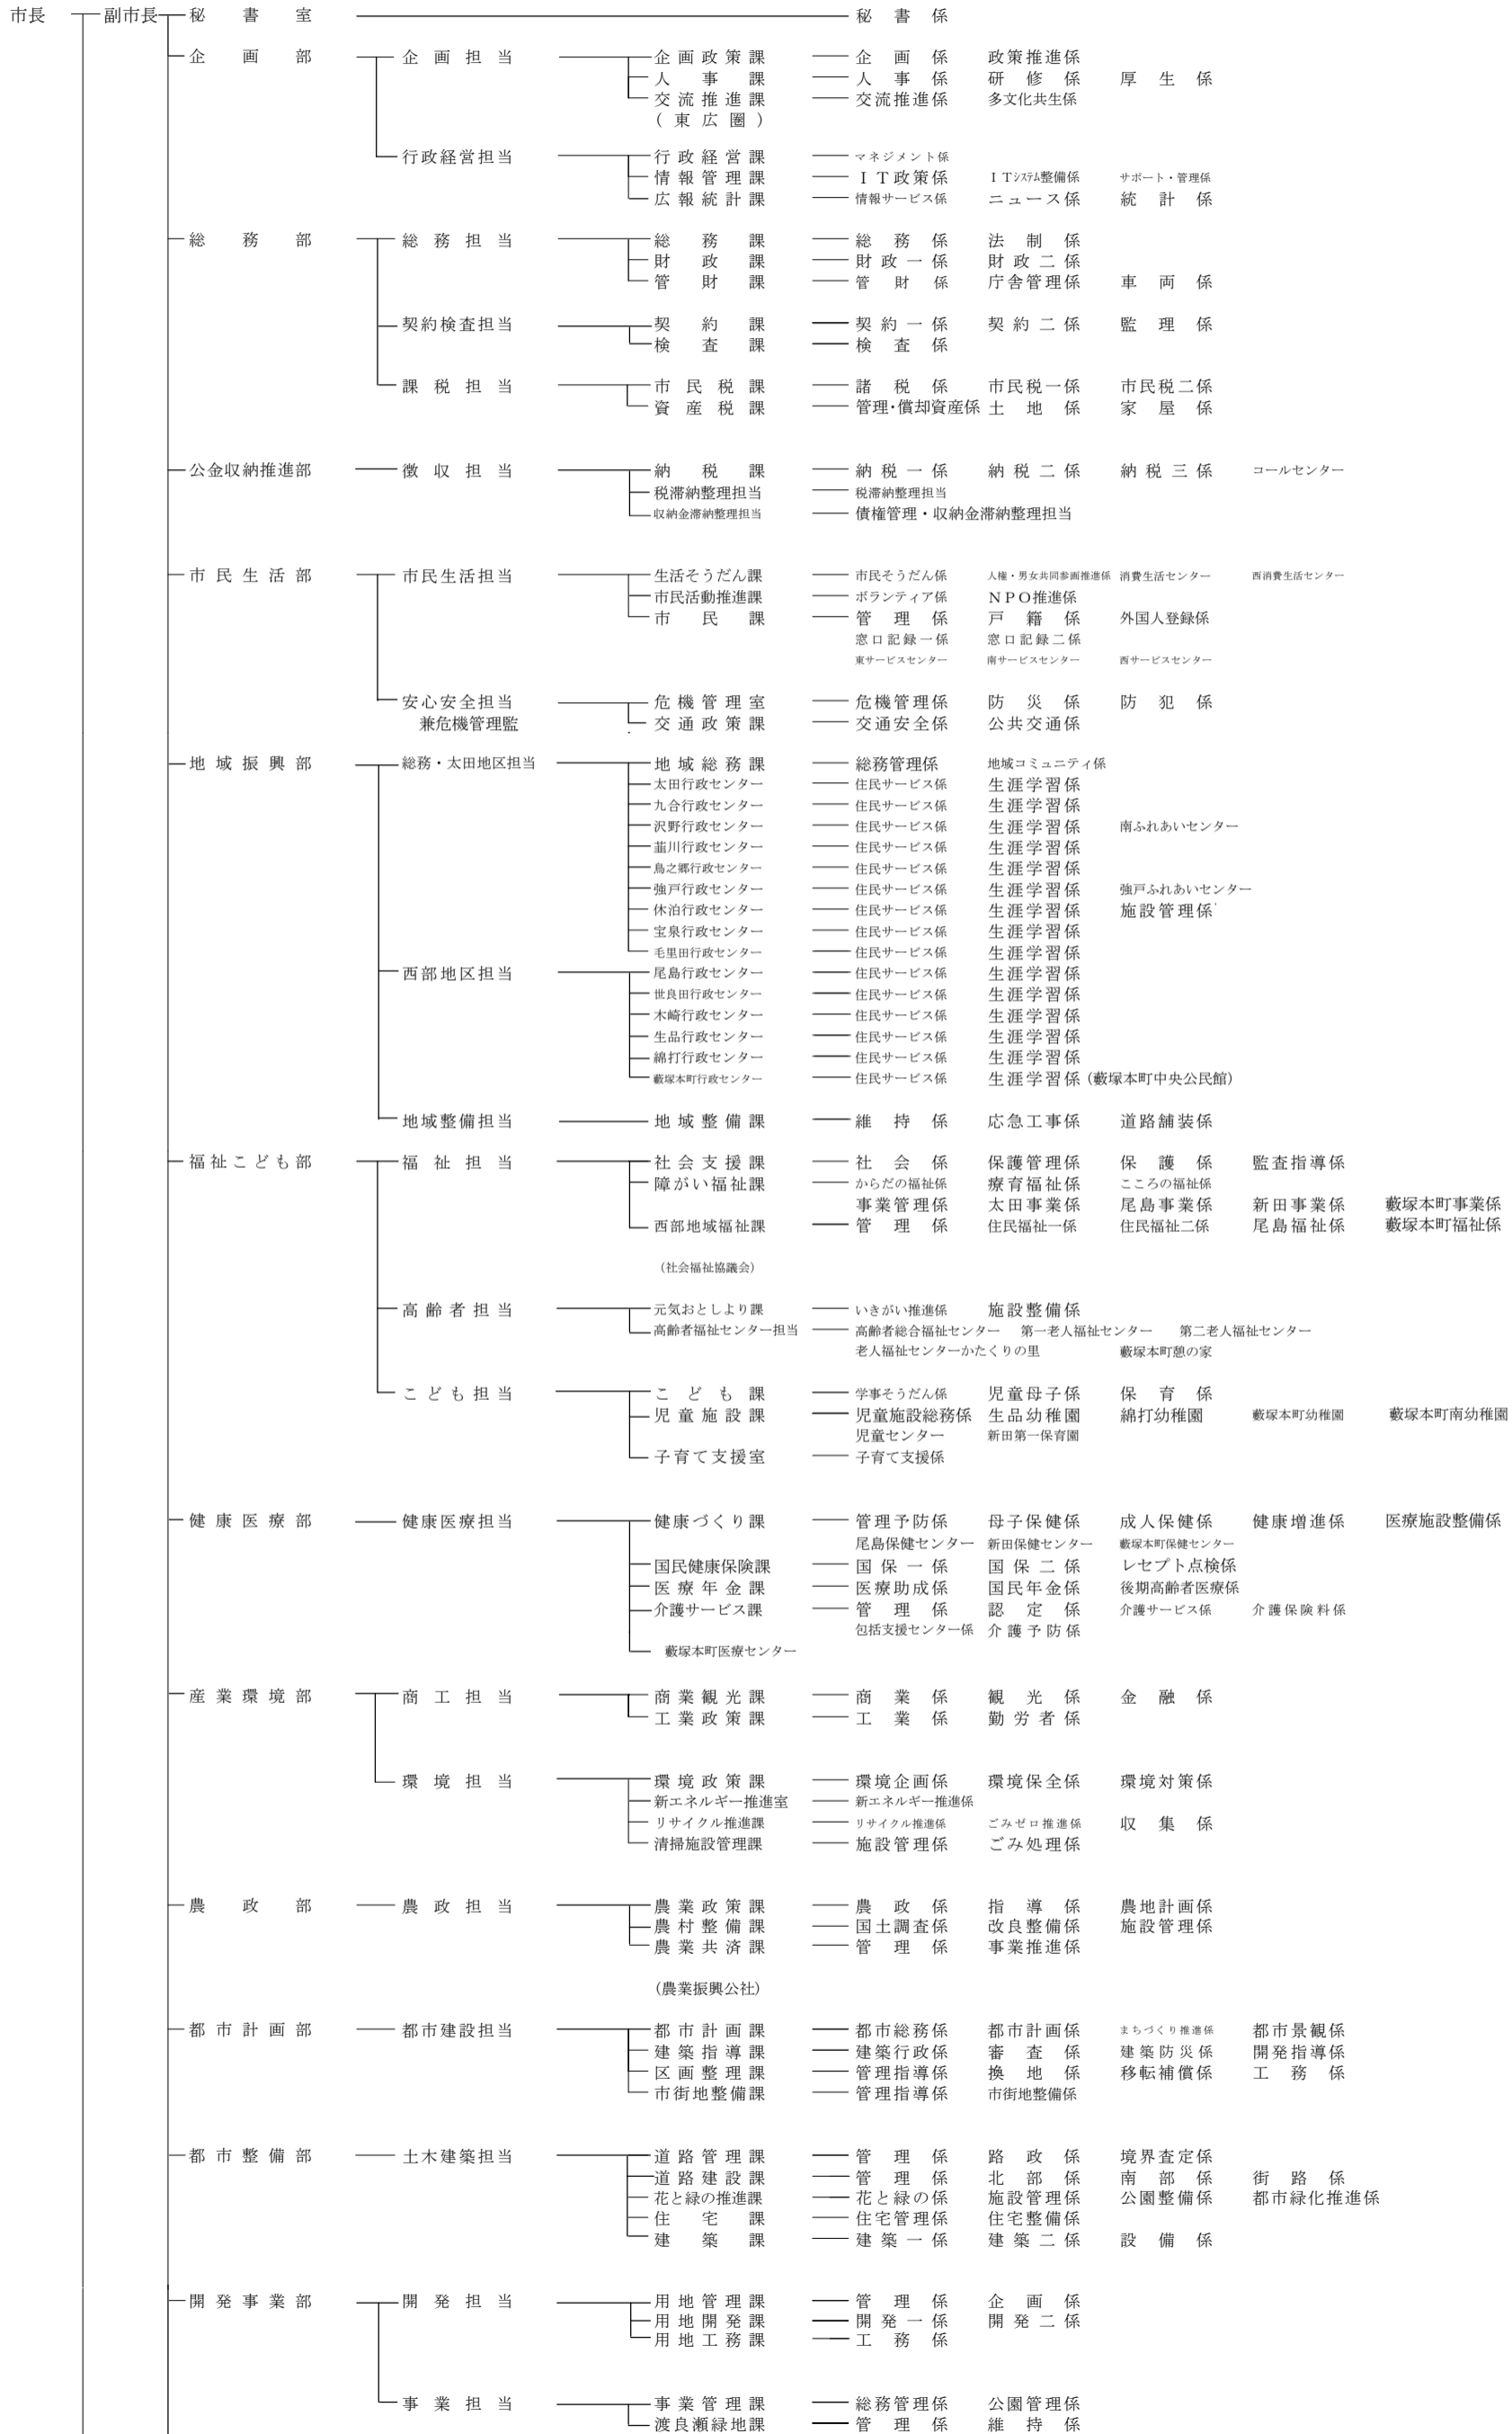 市長 副市長 秘書室 秘書係
企画部 企画担当 企画政策課 企画係 政策推進係
人事課 人事係 研修係 厚生係
交流推進課 交流推進係 多文化共生係
(東広圏)
行政経営担当 行政経営課 マネジメント係
情報管理課 ＩＴ政策係 ＩＴシステム整備係 サポート・管理係
広報統計課 情報サービス係 ニュース係 統計係
総務部 総務担当 総務課 総務係 法制係
財政課 財政一係 財政二係
管財課 管財係 庁舎管理係 車両係
契約検査担当 契約課 契約一係 契約二係 監理係
検査課 検査係
課税担当 市民税課 諸税係 市民税一係 市民税二係
資産税課 管理・償却資産係 土地係 家屋係
公金収納推進部 徴収担当 納税課 納税一係 納税二係 納税三係 コールセンター
税滞納整理担当 税滞納整理担当
収納金滞納整理担当 債権管理・収納金滞納整理担当
市民生活部 市民生活担当 生活そうだん課 市民そうだん係 人権・男女共同参画推進係 消費生活センター 西消費生活センター
市民活動推進課 ボランティア係 ＮＰＯ推進係
市民課 管理係 戸籍係 外国人登録係
窓口記録一係 窓口記録二係
東サービスセンター 南サービスセンター 西サービスセンター
安心安全担当 危機管理室 危機管理係 防災係 防犯係
兼危機管理監 交通政策課 交通安全係 公共交通係
地域振興部 総務・太田地区担当 地域総務課 総務管理係 地域コミュニティ係
太田行政センター 住民サービス係 生涯学習係
九合行政センター 住民サービス係 生涯学習係
沢野行政センター 住民サービス係 生涯学習係 南ふれあいセンター
韮川行政センター 住民サービス係 生涯学習係
鳥之郷行政センター 住民サービス係 生涯学習係
強戸行政センター 住民サービス係 生涯学習係 強戸ふれあいセンター
休泊行政センター 住民サービス係 生涯学習係 施設管理係
宝泉行政センター 住民サービス係 生涯学習係
毛里田行政センター 住民サービス係 生涯学習係
西部地区担当 尾島行政センター 住民サービス係 生涯学習係
世良田行政センター 住民サービス係 生涯学習係
木崎行政センター 住民サービス係 生涯学習係
生品行政センター 住民サービス係 生涯学習係
綿打行政センター 住民サービス係 生涯学習係
藪塚本町行政センター 住民サービス係 生涯学習係(藪塚本町中央公民館)
地域整備担当 地域整備課 維持係 応急工事係 道路舗装係
福祉こども部 福祉担当 社会支援課 社会係 保護管理係 保護係 監査指導係
障がい福祉課 からだの福祉係 療育福祉係 こころの福祉係
事業管理係 太田事業係 尾島事業係 新田事業係 藪塚本町事業係
西部地域福祉課 管理係 住民福祉一係 住民福祉二係 尾島福祉係 藪塚本町福祉係
(社会福祉協議会)
高齢者担当 元気おとしより課 いきがい推進係 施設整備係
高齢者福祉センター担当 高齢者総合福祉センター 第一老人福祉センター 第二老人福祉センター
老人福祉センターかたくりの里 藪塚本町憩の家
こども担当 こども課 学事そうだん係 児童母子係 保育係
児童施設課 児童施設総務係 生品幼稚園 綿打幼稚園 藪塚本町幼稚園 藪塚本町南幼稚園
児童センター 新田第一保育園
子育て支援室 子育て支援係
健康医療部 健康医療担当 健康づくり課 管理予防係 母子保健係 成人保健係 健康増進係 医療施設整備係
尾島保健センター 新田保健センター 藪塚本町保健センター
国民健康保険課 国保一係 国保二係 レセプト点検係
医療年金課 医療助成係 国民年金係 後期高齢者医療係
介護サービス課 管理係 認定係 介護サービス係 介護保険料係
包括支援センター係 介護予防係
藪塚本町医療センター
産業環境部 商工担当 商業観光課 商業係 観光係 金融係
工業政策課 工業係 勤労者係
環境担当 環境政策課 環境企画係 環境保全係 環境対策係
新エネルギー推進室 新エネルギー推進係
リサイクル推進課 リサイクル推進係 ごみゼロ推進係 収集係
清掃施設管理課 施設管理係 ごみ処理係
農政部 農政担当 農業政策課 農政係 指導係 農地計画係
農村整備課 国土調査係 改良整備係 施設管理係
農業共済課 管理係 事業推進係
(農業振興公社)
都市計画部 都市建設担当 都市計画課 都市総務係 都市計画係 まちづくり推進係 都市景観係
建築指導課 建築行政係 審査係 建築防災係 開発指導係
区画整理課 管理指導係 換地係 移転補償係 工務係
市街地整備課 管理指導係 市街地整備係
都市整備部 土木建築担当 道路管理課 管理係 路政係 境界査定係
道路建設課 管理係 北部係 南部係 街路係
花と緑の推進課 花と緑の係 施設管理係 公園整備係 都市緑化推進係
住宅課 住宅管理係 住宅整備係
建築課 建築一係 建築二係 設備係
開発事業部 開発担当 用地管理課 管理係 企画係
用地開発課 開発一係 開発二係
用地工務課 工務係
事業担当 事業管理課 総務管理係 公園管理係
渡良瀬緑地課 管理係 維持係